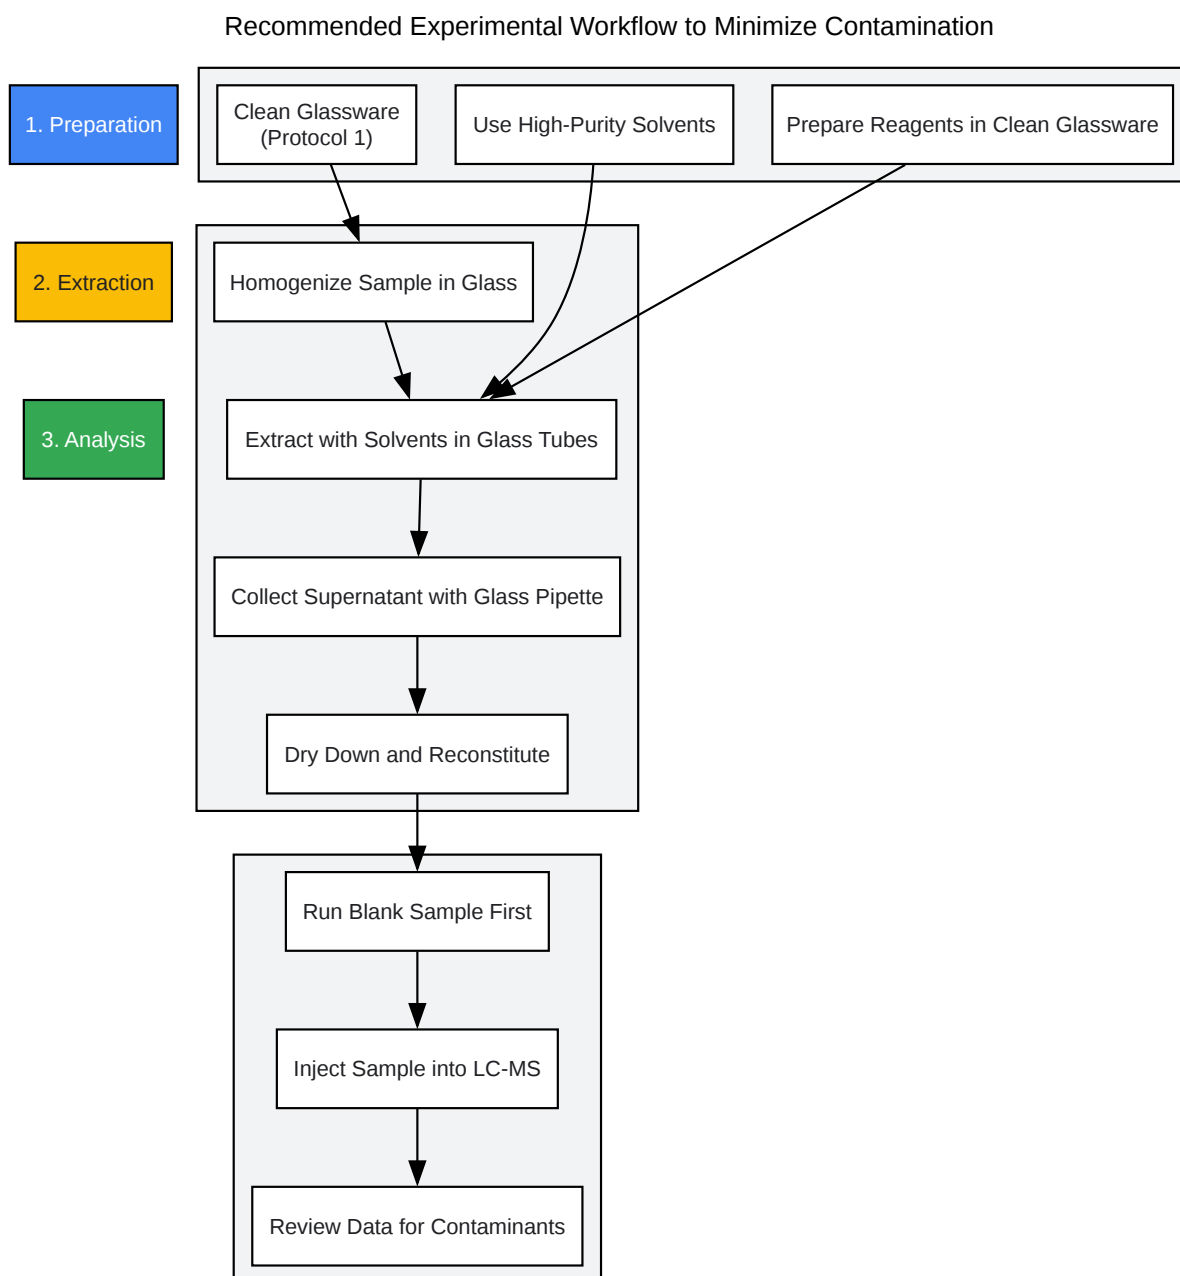 Recommended Experimental Workflow to Minimize Contamination
1. Preparation
Clean Glassware
(Protocol 1)
Use High-Purity Solvents
Prepare Reagents in Clean Glassware
2. Extraction
Homogenize Sample in Glass
3. Analysis
Extract with Solvents in Glass Tubes
Collect Supernatant with Glass Pipette
Dry Down and Reconstitute
Run Blank Sample First
Inject Sample into LC-MS
Review Data for Contaminants